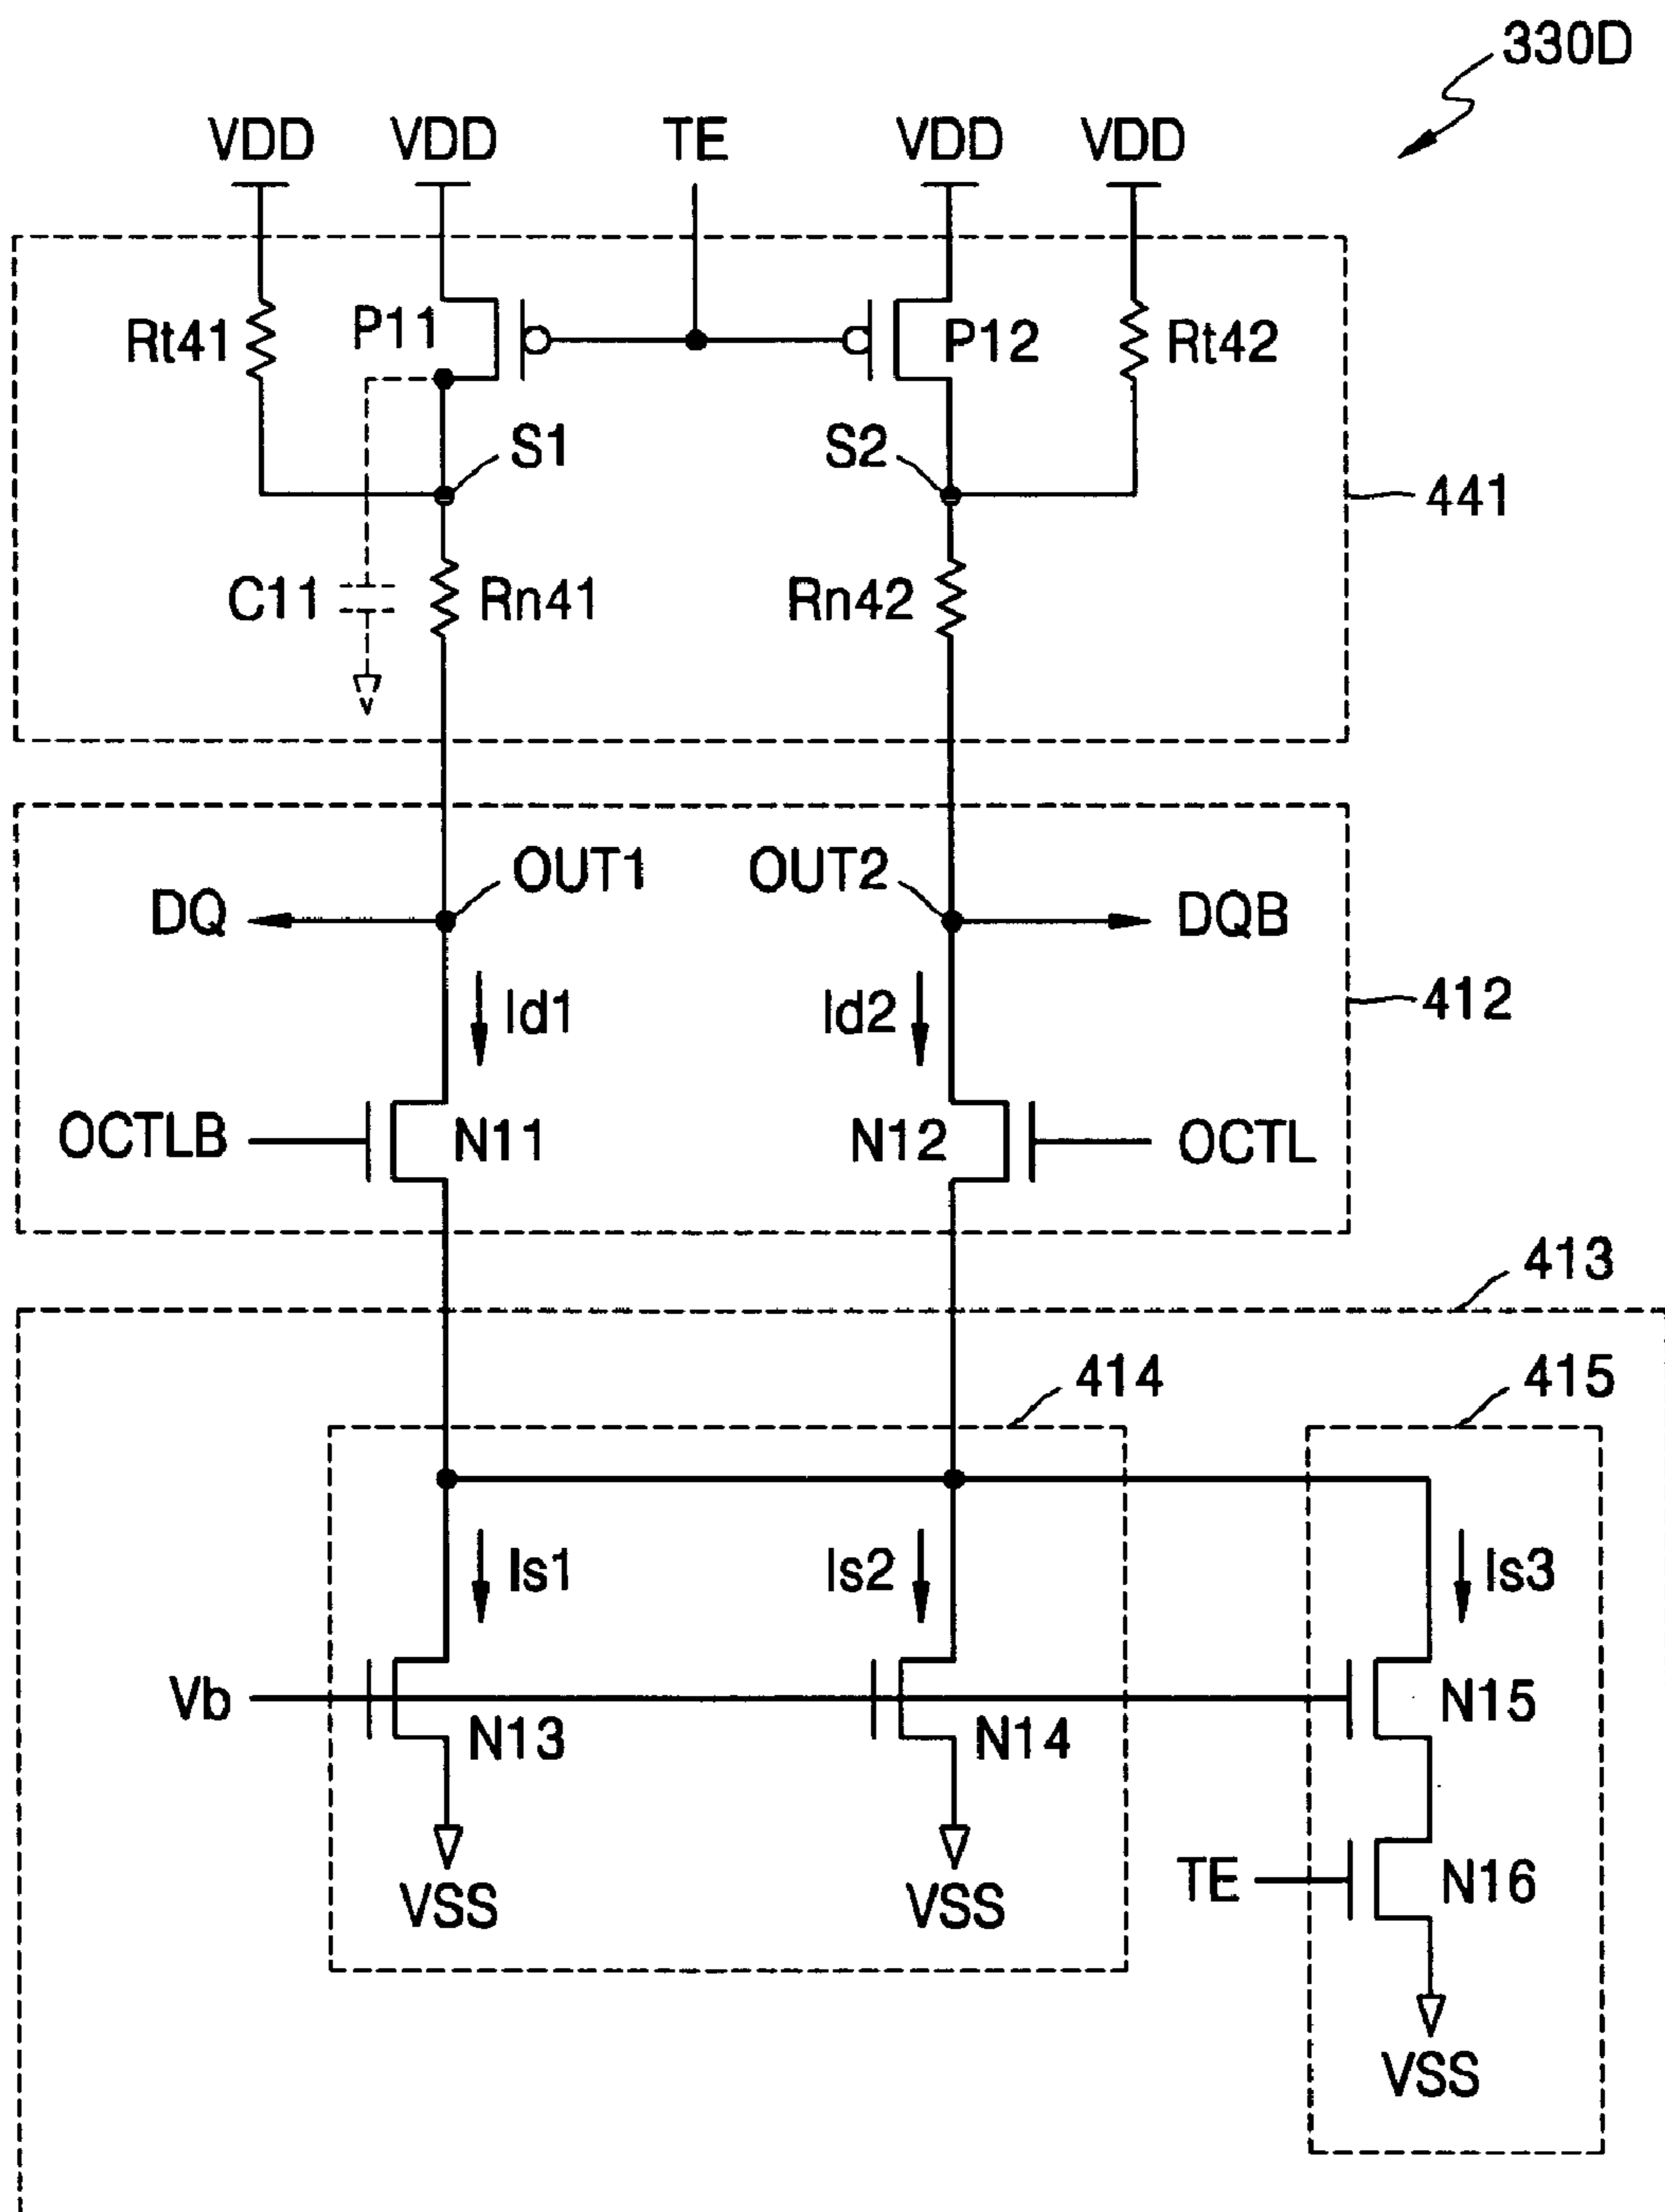 330D
VDD VDD TE VDD VDD
Rt41 P11 P12 Rt42
S1 S2
441
C11 Rn41 Rn42
OUT1 OUT2
DQ DQB
Id1 Id2
412
OCTLB N11 N12 OCTL
413
414 415
Is1 Is2 Is3
Vb N13 N14 N15
TE N16
VSS VSS
VSS